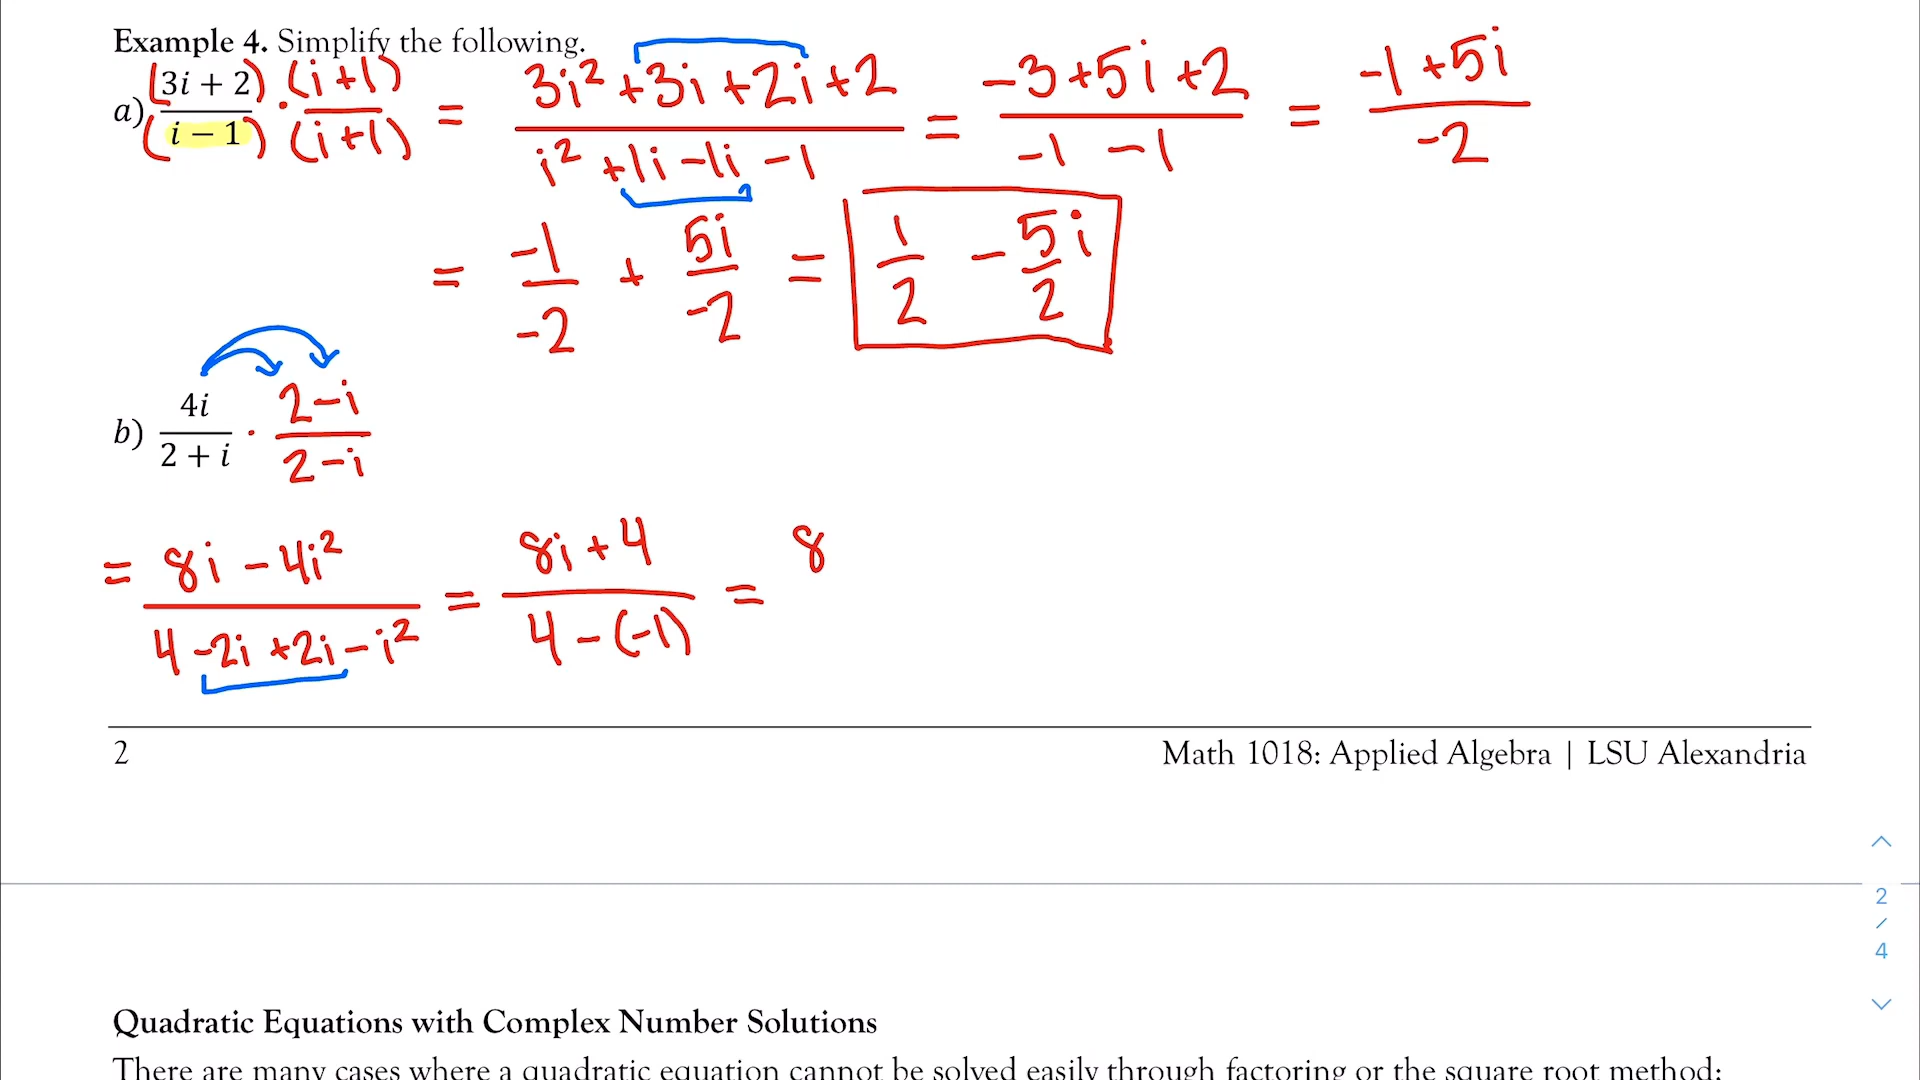 Example 4. Simplify the following.
a) (3i + 2)/(i − 1) · (i+1)/(i+1) = (3i² +3i +2i +2)/(i² +1i −1i −1) = (-3 +5i +2)/(-1 -1) = (-1 +5i)/(-2)
= -1/-2 + 5i/-2 = 1/2 - 5i/2
b) 4i/(2 + i) · (2-i)/(2-i)
= (8i - 4i²)/(4 -2i +2i - i²) = (8i + 4)/(4 - (-1)) = 8
2 Math 1018: Applied Algebra | LSU Alexandria
2
/
4
Quadratic Equations with Complex Number Solutions
There are many cases where a quadratic equation cannot be solved easily through factoring or the square root method: